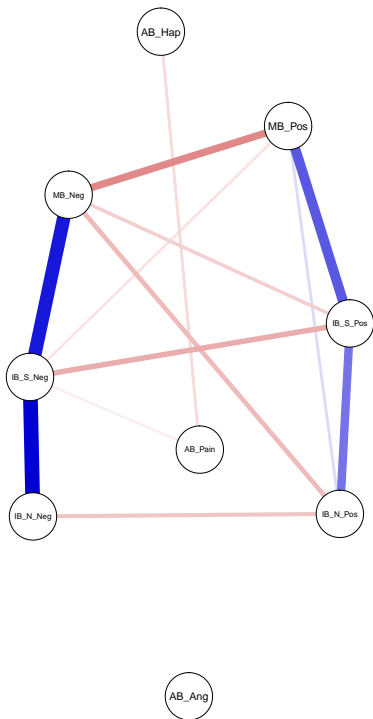 AB_Hap
MB_Pos
MB_Neg
IB_S_Pos
IB_S_Neg
AB_Pain
IB_N_Pos
IB_N_Neg
AB_Ang